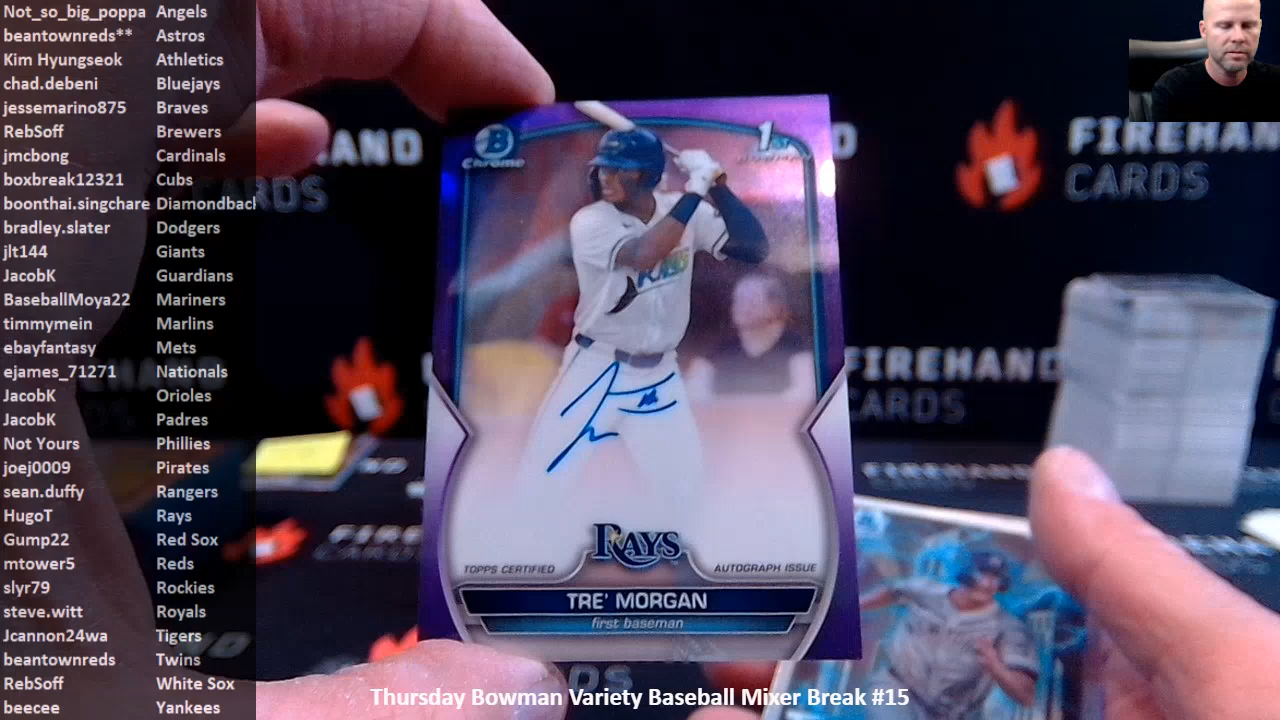 Not_so_big_poppa Angels
beantownreds** Astros
Kim Hyungseok Athletics
chad.debeni Bluejays
jessemarino875 Braves
RebSoff Brewers
jmcbong Cardinals
boxbreak12321 Cubs
boonthai.singchare Diamondback
bradley.slater Dodgers
jlt144 Giants
JacobK Guardians
BaseballMoya22 Mariners
timmymein Marlins
ebayfantasy Mets
ejames_71271 Nationals
JacobK Orioles
JacobK Padres
Not Yours Phillies
joej0009 Pirates
sean.duffy Rangers
HugoT Rays
Gump22 Red Sox
mtower5 Reds
slyr79 Rockies
steve.witt Royals
Jcannon24wa Tigers
beantownreds Twins
RebSoff White Sox
beecee Yankees
B
Chrome
1st
BOWMAN
RAYS
TOPPS CERTIFIED
AUTOGRAPH ISSUE
TRE' MORGAN
first baseman
FIREHAND
CARDS
FIREHAND
CARDS
Thursday Bowman Variety Baseball Mixer Break #15